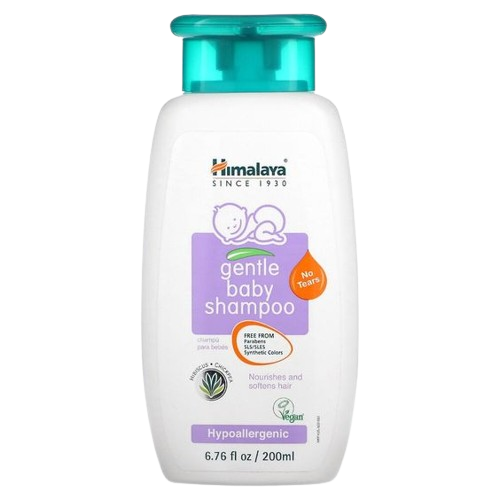 Himalaya®
SINCE 1930
gentle
baby
shampoo
No
Tears
champú
para bebés
FREE FROM
Parabens
SLS/SLES
Synthetic Colors
HIBISCUS • CHICKPEA
Nourishes and
softens hair
Vegan
Hypoallergenic
6.76 fl oz / 200ml